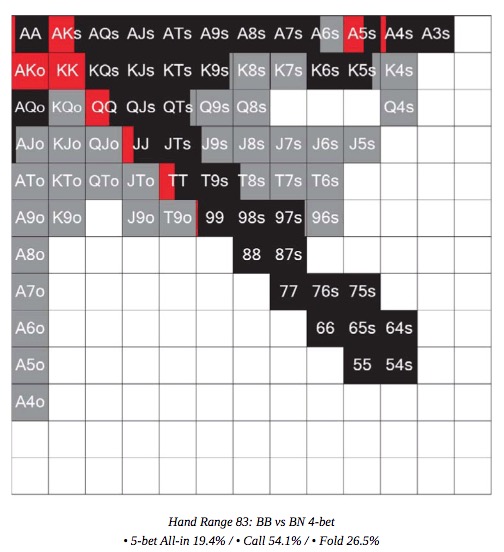 AA AKs AQs AJs ATs A9s A8s A7s A6s A5s A4s A3s
AKo KK KQs KJs KTs K9s K8s K7s K6s K5s K4s
AQo KQo QQ QJs QTs Q9s Q8s Q4s
AJo KJo QJo JJ JTs J9s J8s J7s J6s J5s
ATo KTo QTo JTo TT T9s T8s T7s T6s
A9o K9o J9o T9o 99 98s 97s 96s
A8o 88 87s
A7o 77 76s 75s
A6o 66 65s 64s
A5o 55 54s
A4o
Hand Range 83: BB vs BN 4-bet
• 5-bet All-in 19.4% / • Call 54.1% / • Fold 26.5%